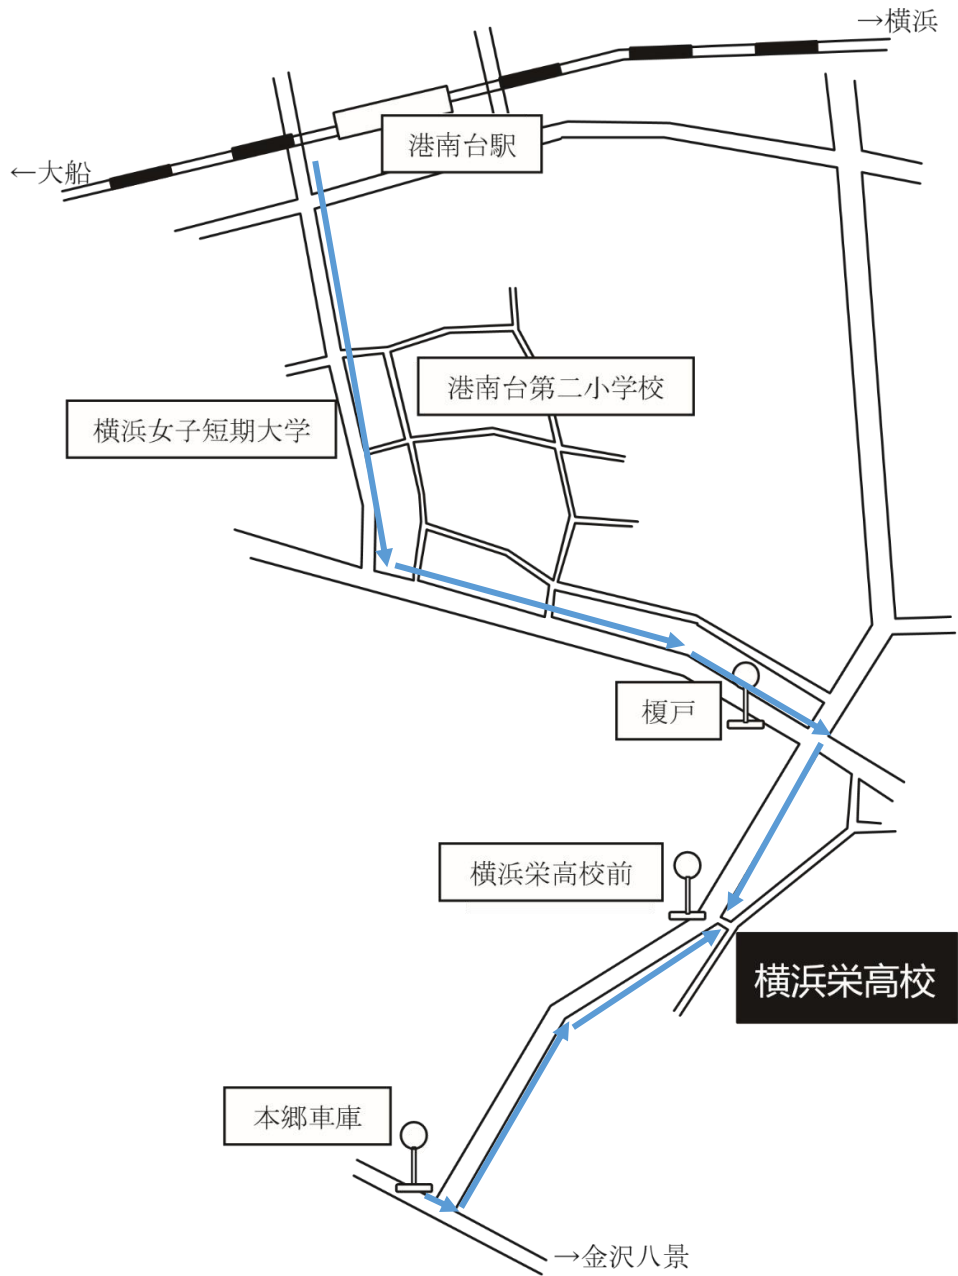 →横浜
港南台駅
←大船
港南台第二小学校
横浜女子短期大学
榎戸
横浜栄高校前
横浜栄高校
本郷車庫
→金沢八景